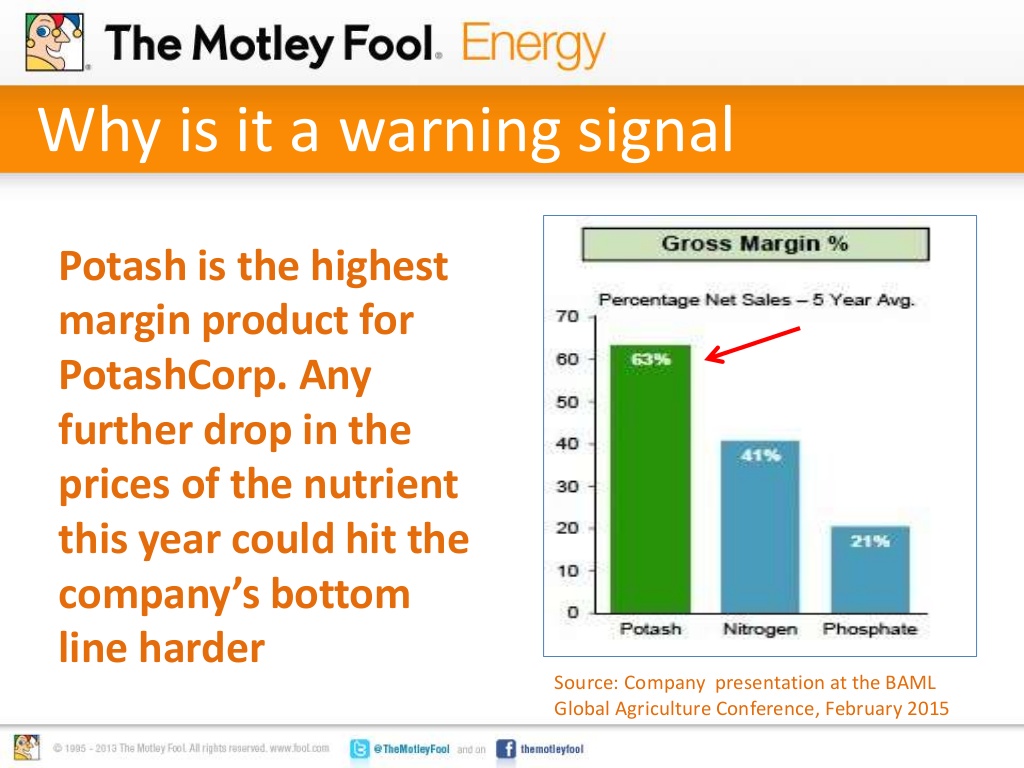 The Motley Fool® Energy
Why is it a warning signal
Potash is the highest
margin product for
PotashCorp. Any
further drop in the
prices of the nutrient
this year could hit the
company’s bottom
line harder
Gross Margin %
Percentage Net Sales – 5 Year Avg.
70
60
50
40
30
20
10
0
63%
41%
21%
Potash Nitrogen Phosphate
Source: Company presentation at the BAML
Global Agriculture Conference, February 2015
© 1995 - 2013 The Motley Fool. All rights reserved. www.fool.com @TheMotleyFool and on themotleyfool